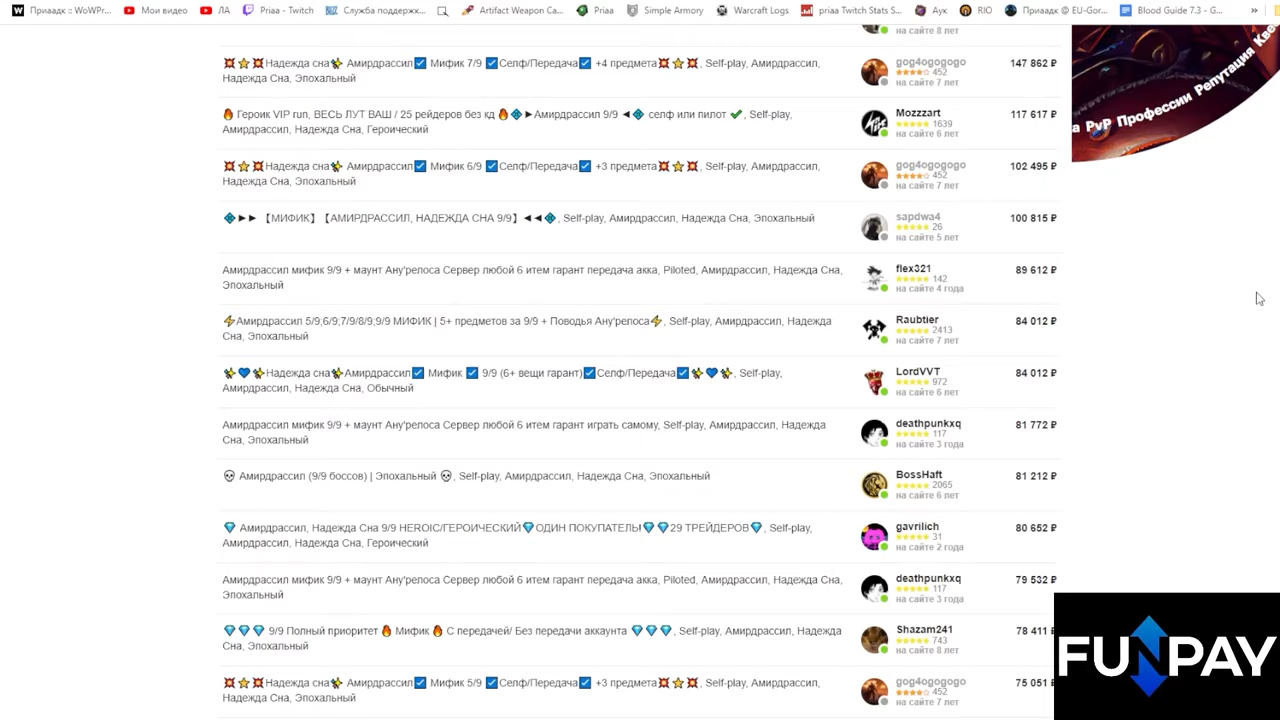 Приаадк :: WoWPr...
Мои видео
ЛА
Priaa - Twitch
Служба поддержк...
Artifact Weapon Ca...
Priaa
Simple Armory
Warcraft Logs
priaa Twitch Stats S...
Аук
RIO
Приаадк @ EU-Gor...
Blood Guide 7.3 - G...
»
на сайте 8 лет
Надежда сна Амирдрассил Мифик 7/9 Селф/Передача +4 предмета, Self-play, Амирдрассил,
Надежда Сна, Эпохальный
gog4ogogogo
452
на сайте 7 лет
147 862 ₽
Героик VIP run, ВЕСЬ ЛУТ ВАШ / 25 рейдеров без кд ►Амирдрассил 9/9 ◄ селф или пилот ✔, Self-play,
Амирдрассил, Надежда Сна, Героический
Mozzzart
1639
на сайте 6 лет
117 617 ₽
Надежда сна Амирдрассил Мифик 6/9 Селф/Передача +3 предмета, Self-play, Амирдрассил,
Надежда Сна, Эпохальный
gog4ogogogo
452
на сайте 7 лет
102 495 ₽
►► 【МИФИК】【АМИРДРАССИЛ, НАДЕЖДА СНА 9/9】◄◄, Self-play, Амирдрассил, Надежда Сна, Эпохальный
sapdwa4
26
на сайте 5 лет
100 815 ₽
Амирдрассил мифик 9/9 + маунт Ану'релоса Сервер любой 6 итем гарант передача акка, Piloted, Амирдрассил, Надежда Сна,
Эпохальный
flex321
142
на сайте 4 года
89 612 ₽
Амирдрассил 5/9;6/9;7/9/8/9;9/9 МИФИК | 5+ предметов за 9/9 + Поводья Ану'релоса, Self-play, Амирдрассил, Надежда
Сна, Эпохальный
Raubtier
2413
на сайте 7 лет
84 012 ₽
Надежда сна Амирдрассил Мифик 9/9 (6+ вещи гарант) Селф/Передача, Self-play,
Амирдрассил, Надежда Сна, Обычный
LordVVT
972
на сайте 6 лет
84 012 ₽
Амирдрассил мифик 9/9 + маунт Ану'релоса Сервер любой 6 итем гарант играть самому, Self-play, Амирдрассил, Надежда
Сна, Эпохальный
deathpunkxq
117
на сайте 3 года
81 772 ₽
Амирдрассил (9/9 боссов) | Эпохальный , Self-play, Амирдрассил, Надежда Сна, Эпохальный
BossHaft
2065
на сайте 6 лет
81 212 ₽
Амирдрассил, Надежда Сна 9/9 HEROIC/ГЕРОИЧЕСКИЙ ОДИН ПОКУПАТЕЛЬ! 29 ТРЕЙДЕРОВ, Self-play,
Амирдрассил, Надежда Сна, Героический
gavrilich
31
на сайте 2 года
80 652 ₽
Амирдрассил мифик 9/9 + маунт Ану'релоса Сервер любой 6 итем гарант передача акка, Piloted, Амирдрассил, Надежда Сна,
Эпохальный
deathpunkxq
117
на сайте 3 года
79 532 ₽
9/9 Полный приоритет Мифик С передачей/ Без передачи аккаунта , Self-play, Амирдрассил, Надежда
Сна, Эпохальный
Shazam241
743
на сайте 8 лет
78 411 ₽
Надежда сна Амирдрассил Мифик 5/9 Селф/Передача +3 предмета, Self-play, Амирдрассил,
Надежда Сна, Эпохальный
gog4ogogogo
452
на сайте 7 лет
75 051 ₽
а PvP Профессии Репутация Кве
FUNPAY